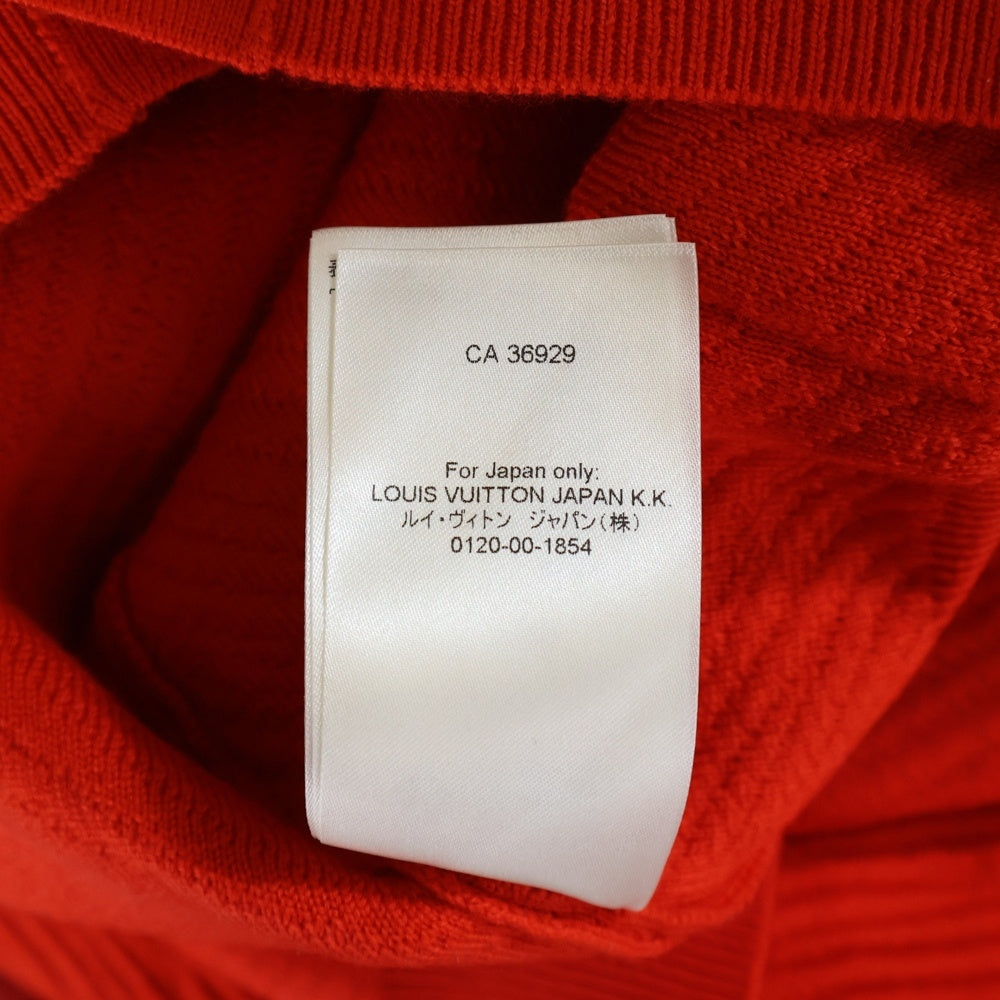 CA 36929
For Japan only:
LOUIS VUITTON JAPAN K.K.
ルイ・ヴィトン ジャパン(株)
0120-00-1854